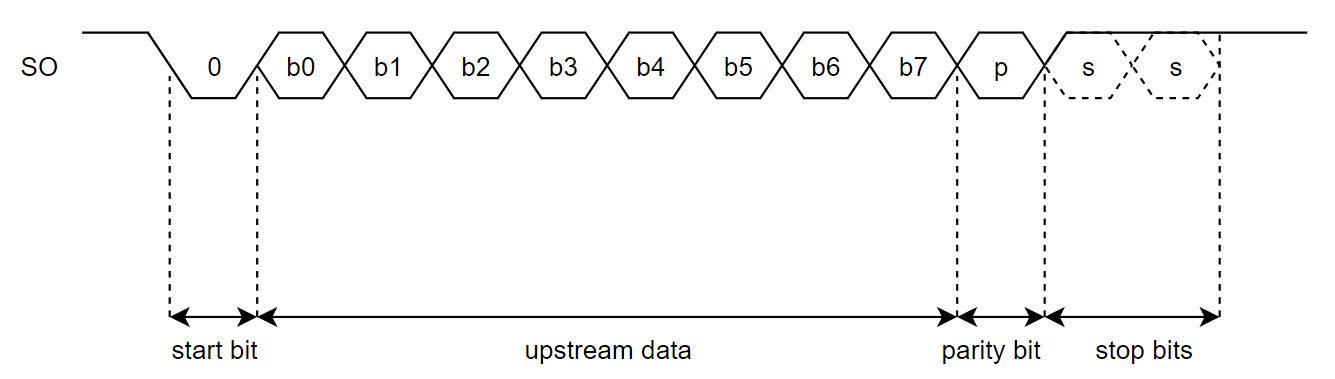 SO 0 b0 b1 b2 b3 b4 b5 b6 b7 p s s
start bit upstream data parity bit stop bits